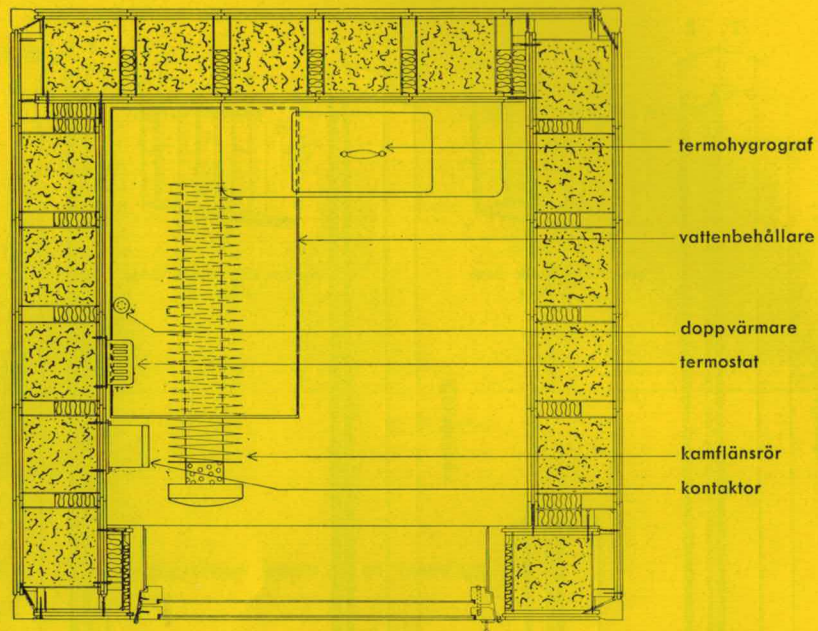 termohygrograf
vattenbehållare
doppvärmare
termostat
kamflänsrör
kontaktor